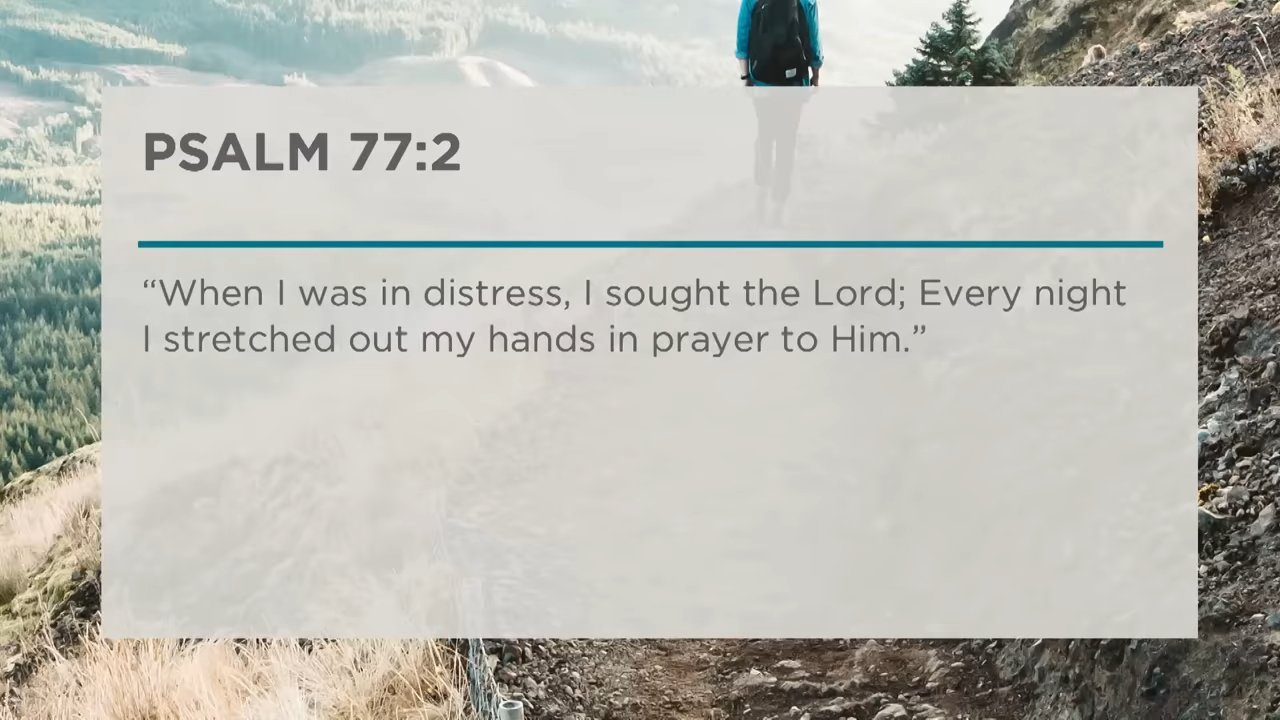 PSALM 77:2
“When I was in distress, I sought the Lord; Every night
I stretched out my hands in prayer to Him.”